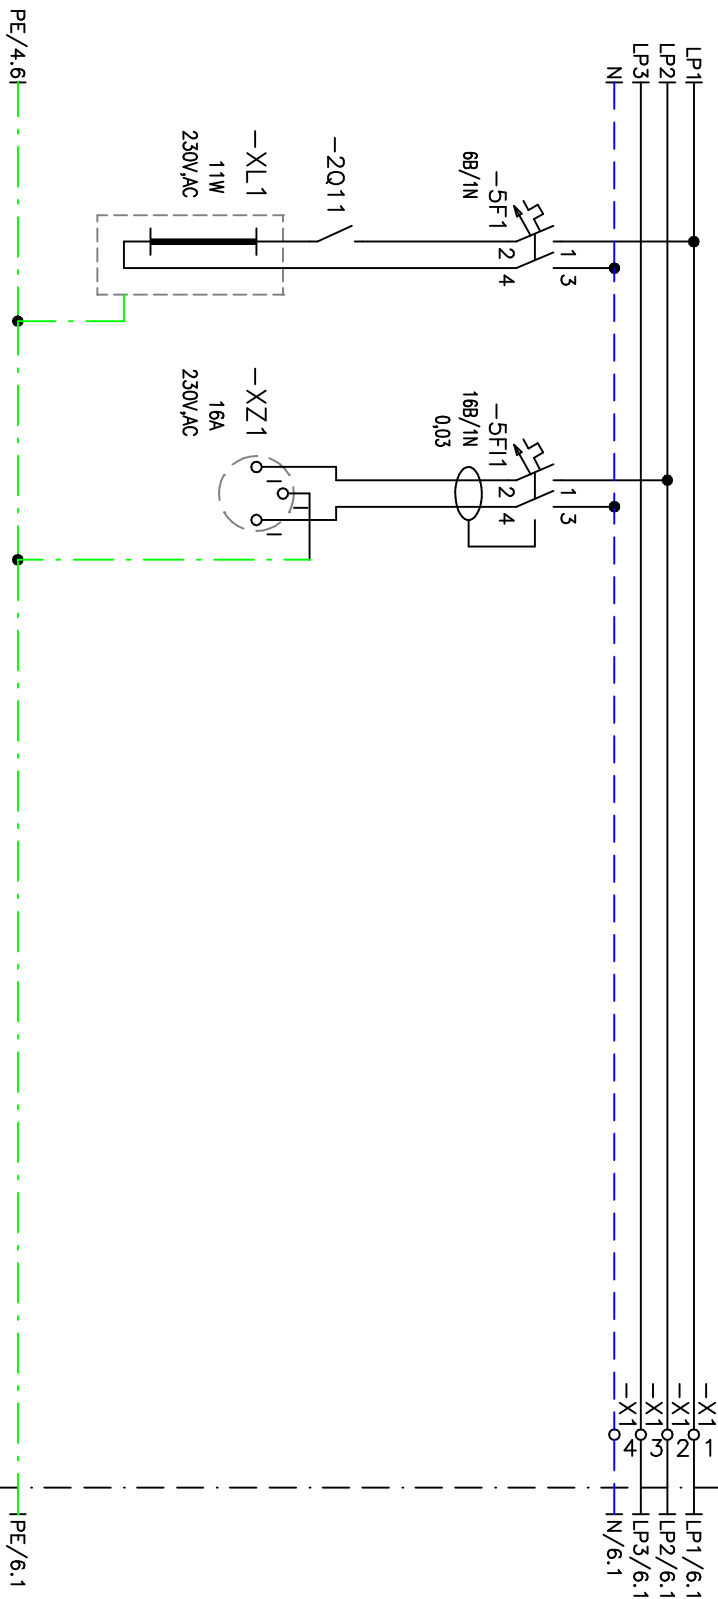 LP1
LP2
LP3
N
-5F1
6B/1N
1
2
3
4
-2Q11
-XL1
11W
230V,AC
-5FI1
16B/1N
0,03
1
2
3
4
-XZ1
16A
230V,AC
PE/4.6
-X1
1
-X1
2
-X1
3
-X1
4
LP1/6.1
LP2/6.1
LP3/6.1
N/6.1
PE/6.1